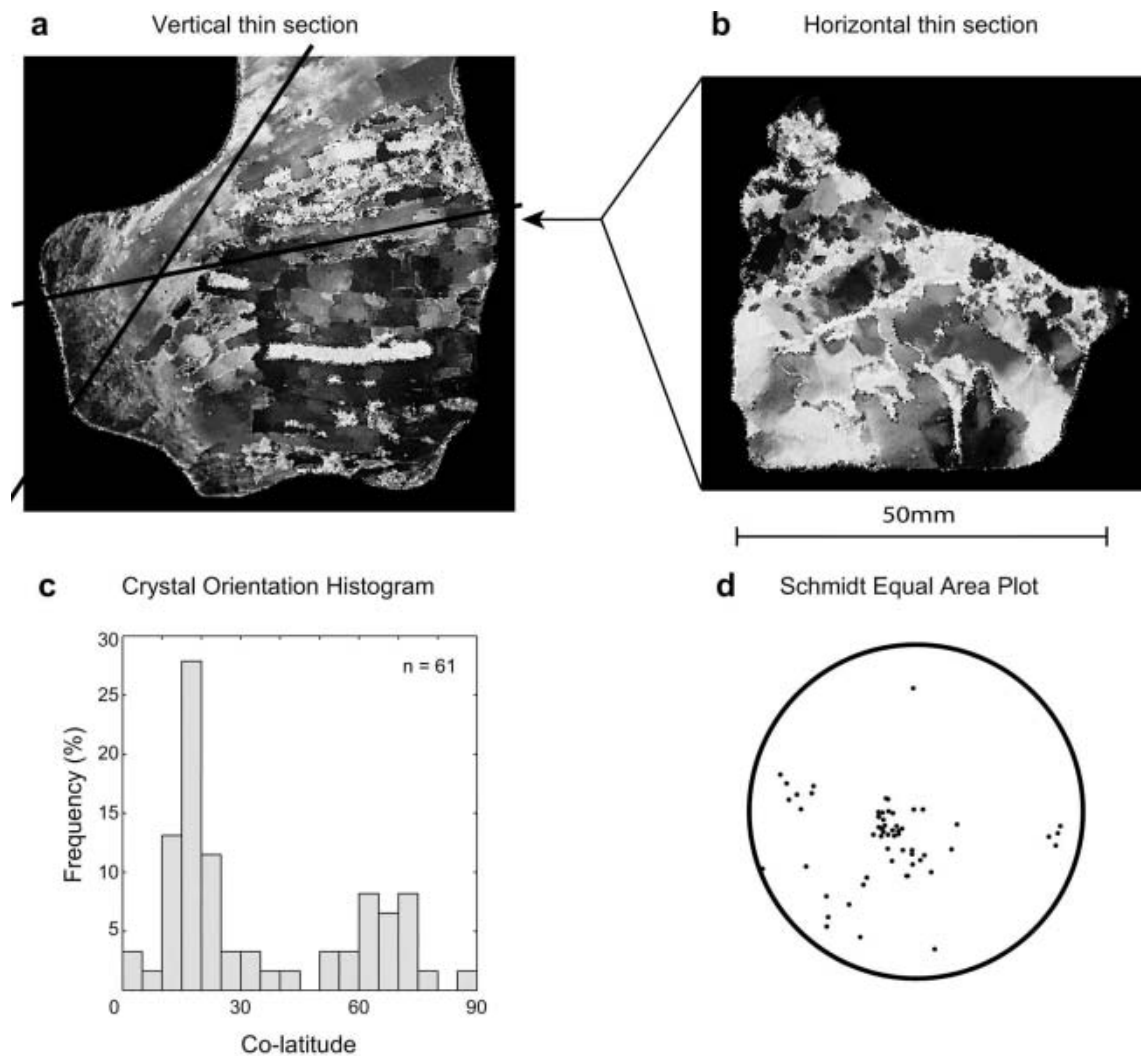 a
Vertical thin section
b
Horizontal thin section
50mm
c
Crystal Orientation Histogram
n = 61
30
25
20
15
10
5
0
30
60
90
Frequency (%)
Co-latitude
d
Schmidt Equal Area Plot